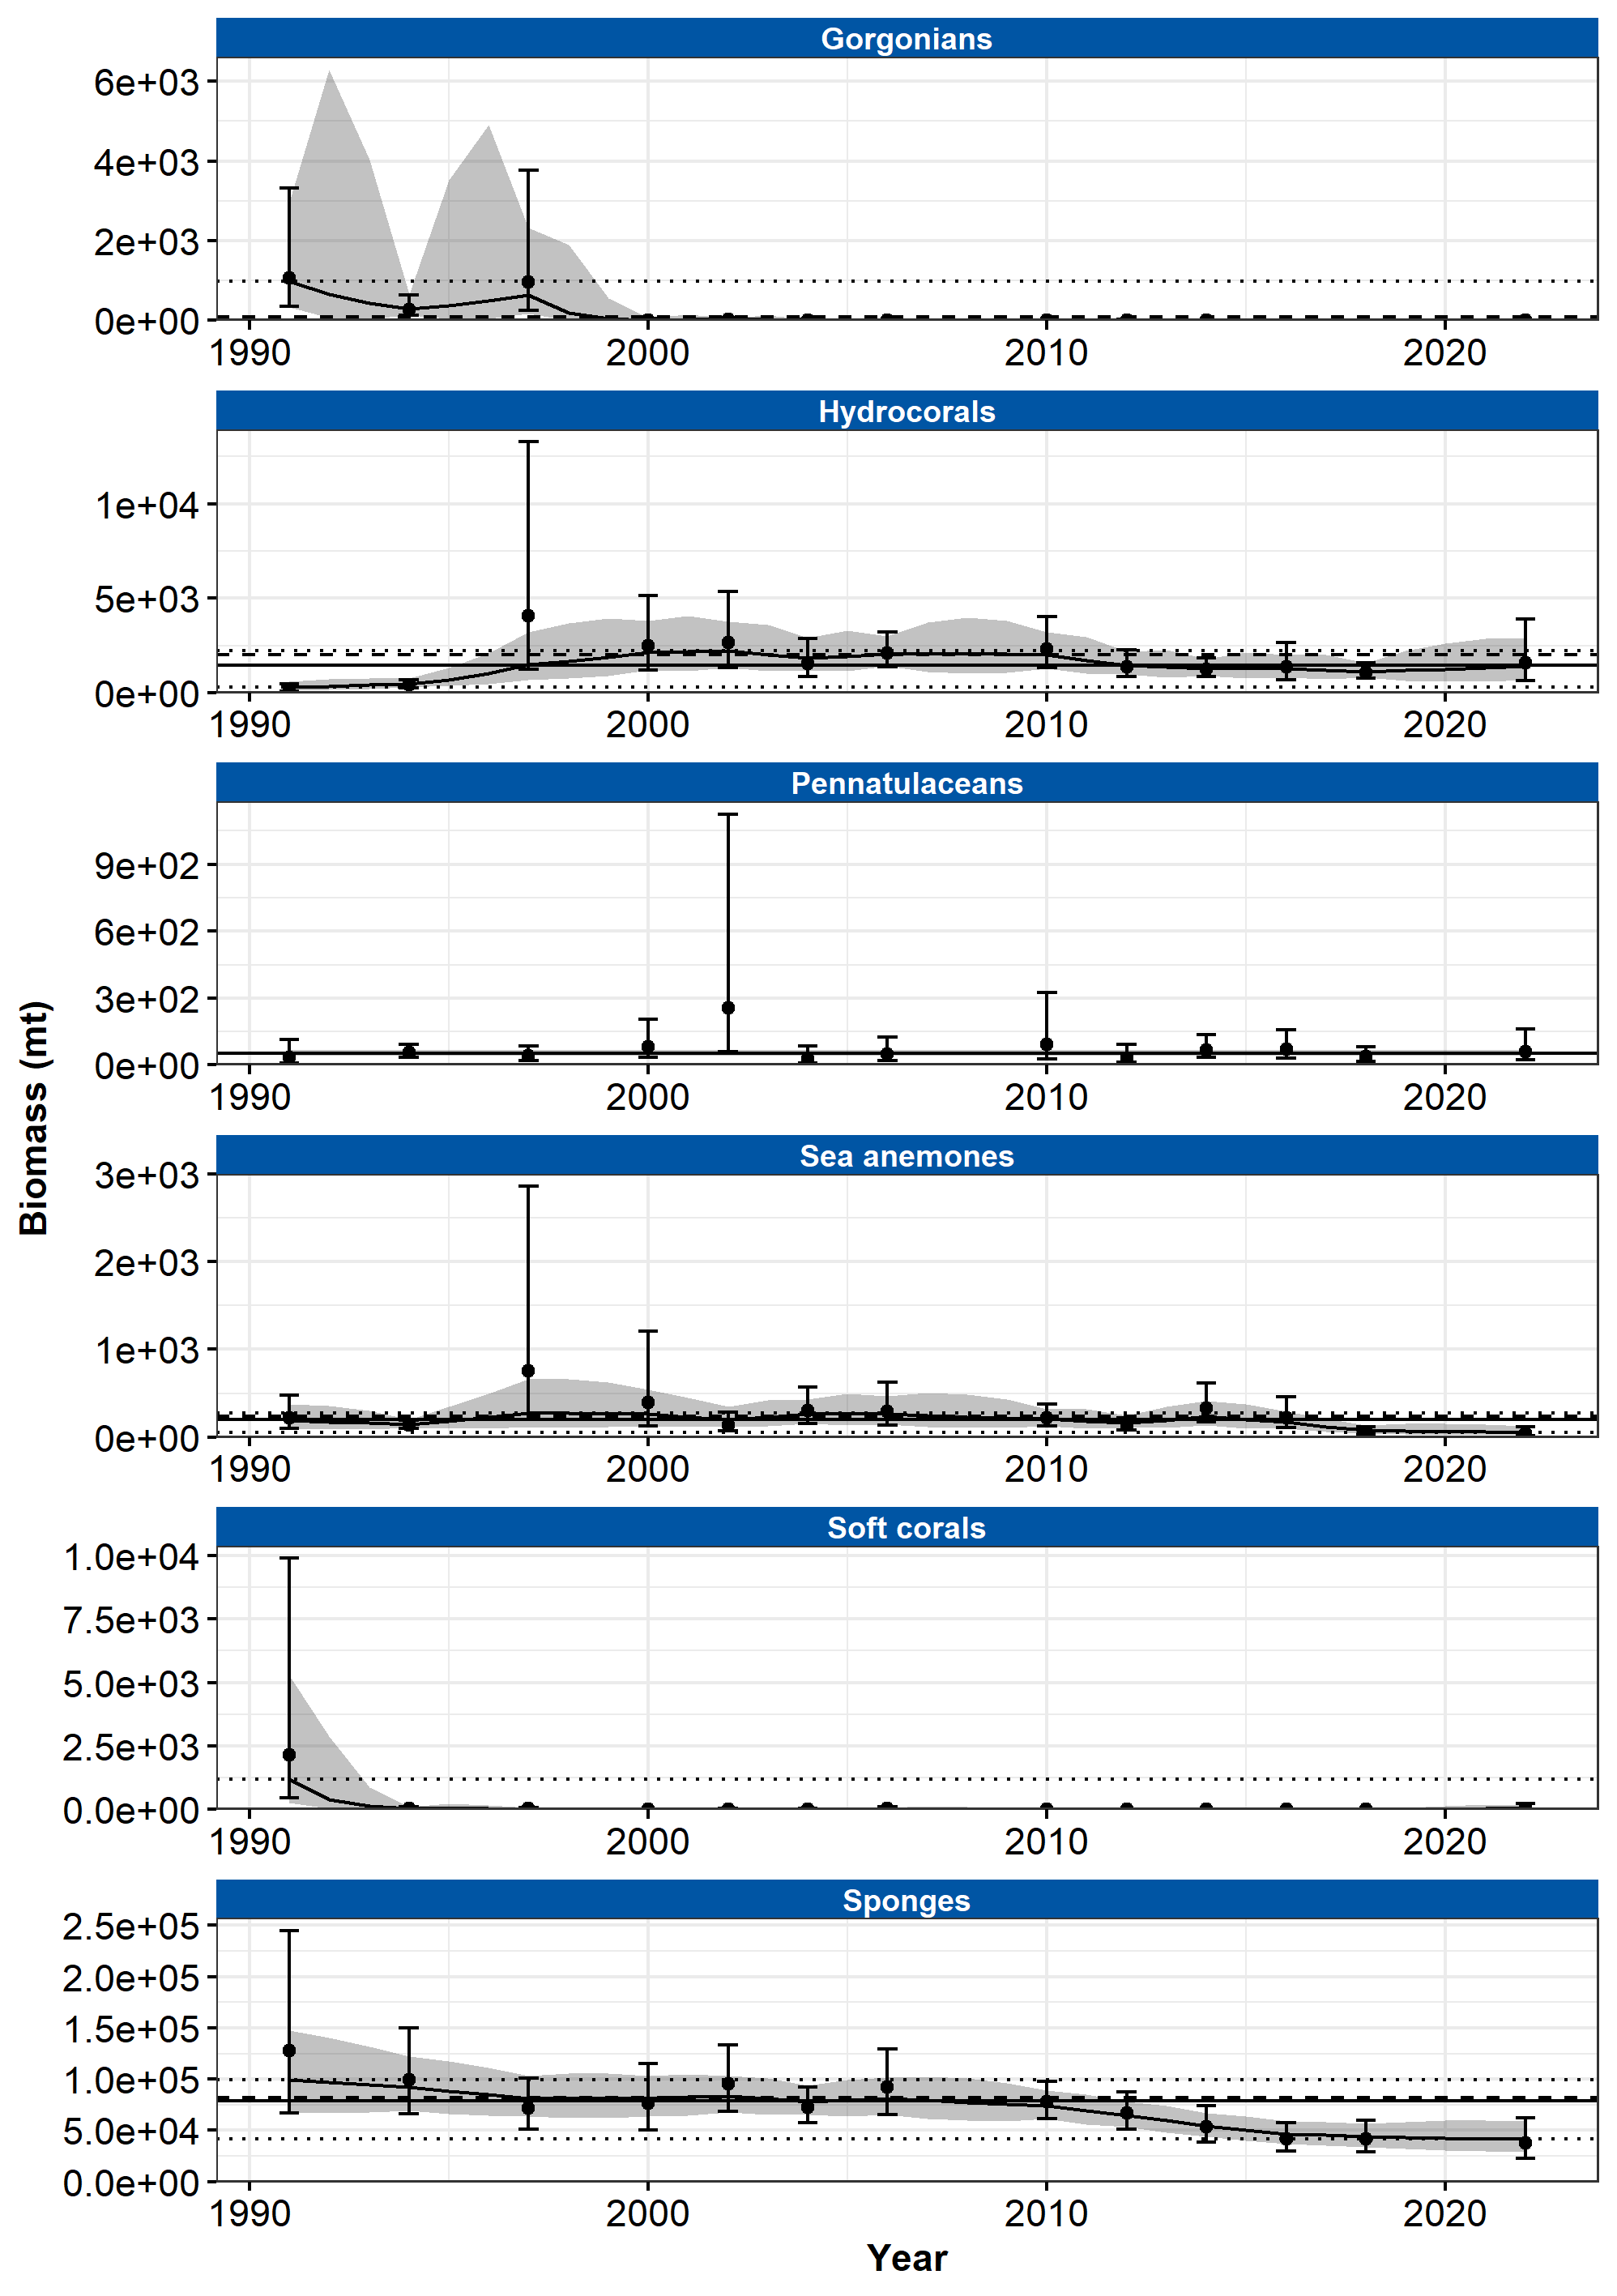 Gorgonians
6e+03
4e+03
2e+03
0e+00
1990 2000 2010 2020
Hydrocorals
1e+04
5e+03
0e+00
1990 2000 2010 2020
Pennatulaceans
9e+02
6e+02
3e+02
0e+00
1990 2000 2010 2020
Biomass (mt)
Sea anemones
3e+03
2e+03
1e+03
0e+00
1990 2000 2010 2020
Soft corals
1.0e+04
7.5e+03
5.0e+03
2.5e+03
0.0e+00
1990 2000 2010 2020
Sponges
2.5e+05
2.0e+05
1.5e+05
1.0e+05
5.0e+04
0.0e+00
1990 2000 2010 2020
Year